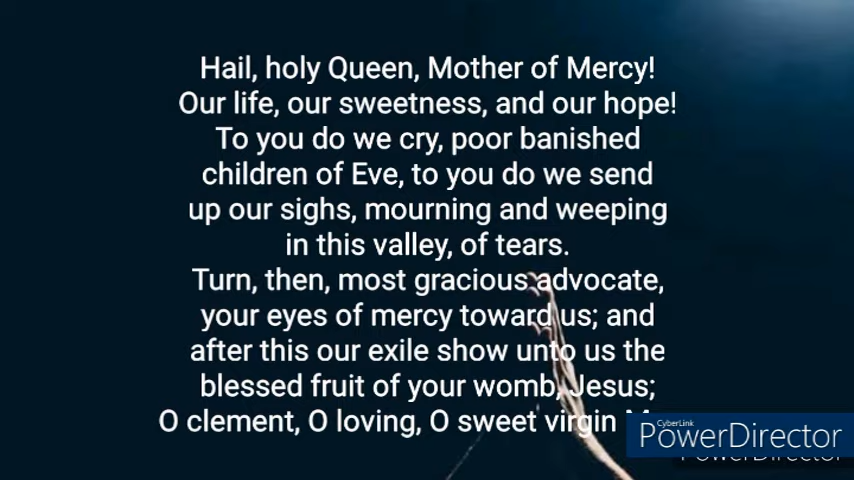 Hail, holy Queen, Mother of Mercy!
Our life, our sweetness, and our hope!
To you do we cry, poor banished
children of Eve, to you do we send
up our sighs, mourning and weeping
in this valley, of tears.
Turn, then, most gracious advocate,
your eyes of mercy toward us; and
after this our exile show unto us the
blessed fruit of your womb, Jesus;
O clement, O loving, O sweet virgin
CyberLink
PowerDirector
PowerDirector